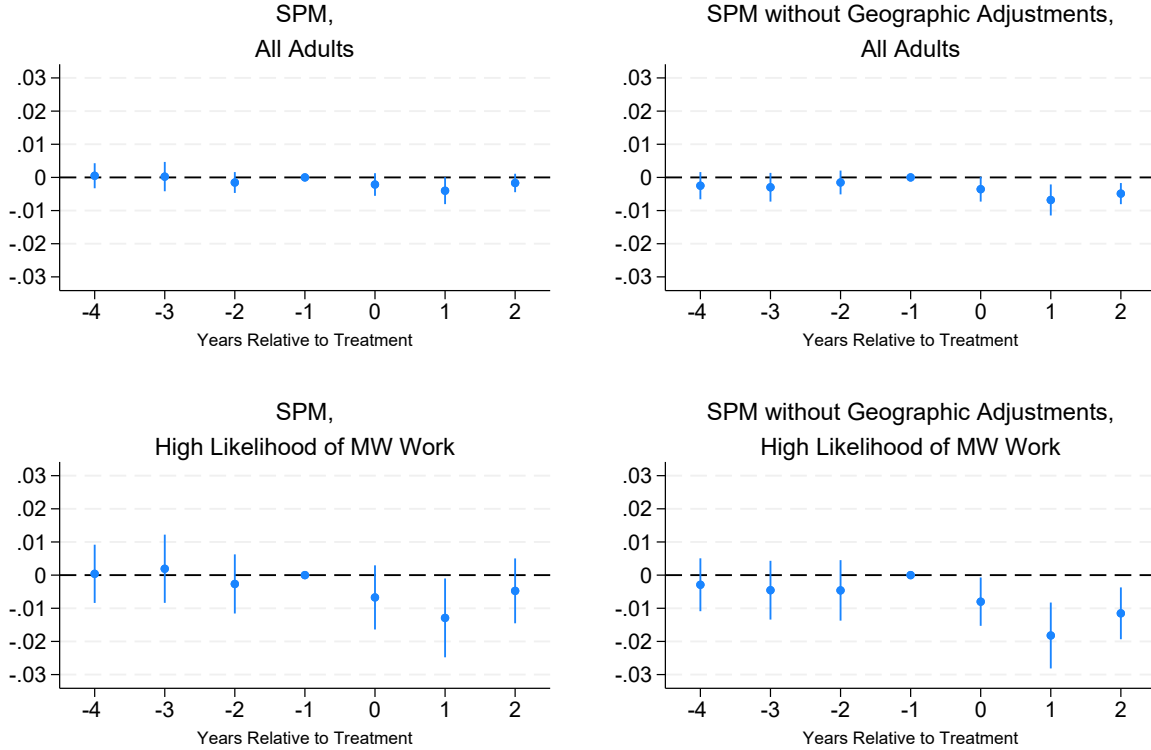 SPM,
All Adults
.03
.02
.01
0
-.01
-.02
-.03
-4 -3 -2 -1 0 1 2
Years Relative to Treatment
SPM without Geographic Adjustments,
All Adults
.03
.02
.01
0
-.01
-.02
-.03
-4 -3 -2 -1 0 1 2
Years Relative to Treatment
SPM,
High Likelihood of MW Work
.03
.02
.01
0
-.01
-.02
-.03
-4 -3 -2 -1 0 1 2
Years Relative to Treatment
SPM without Geographic Adjustments,
High Likelihood of MW Work
.03
.02
.01
0
-.01
-.02
-.03
-4 -3 -2 -1 0 1 2
Years Relative to Treatment